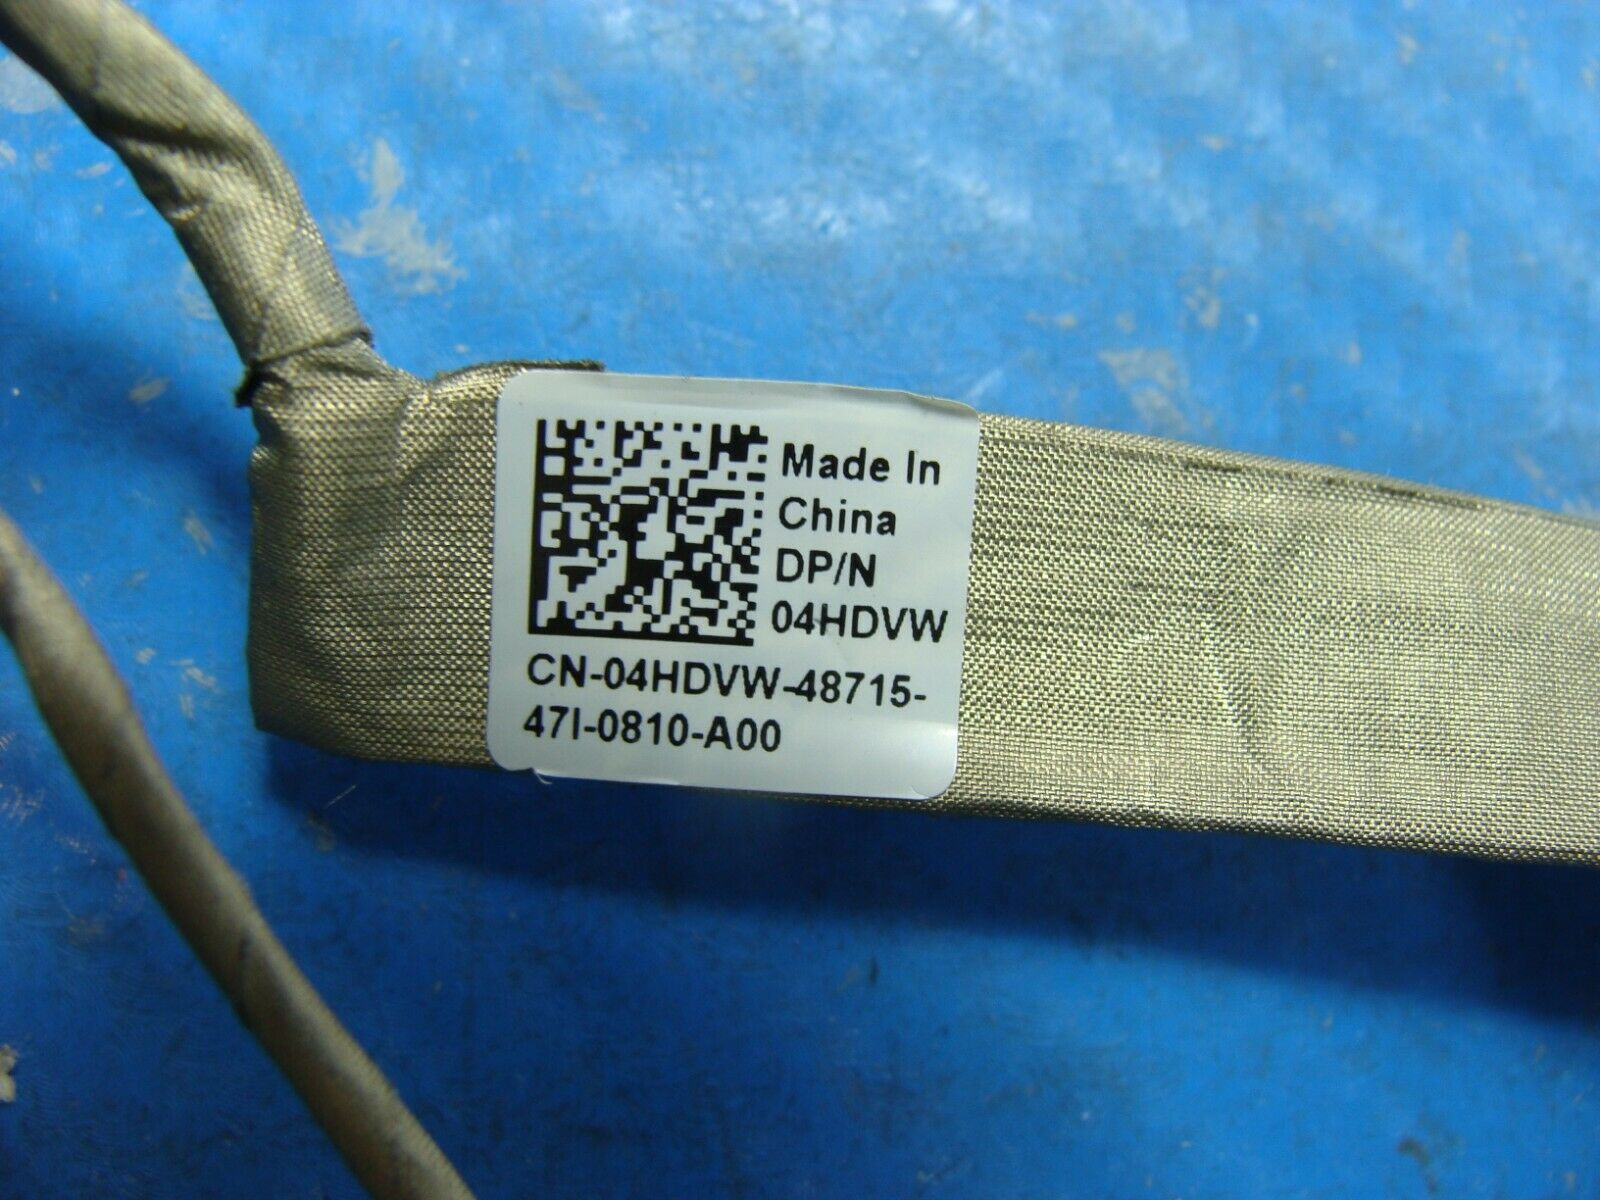 Made In
China
DP/N
04HDVW
CN-04HDVW-48715-
47I-0810-A00